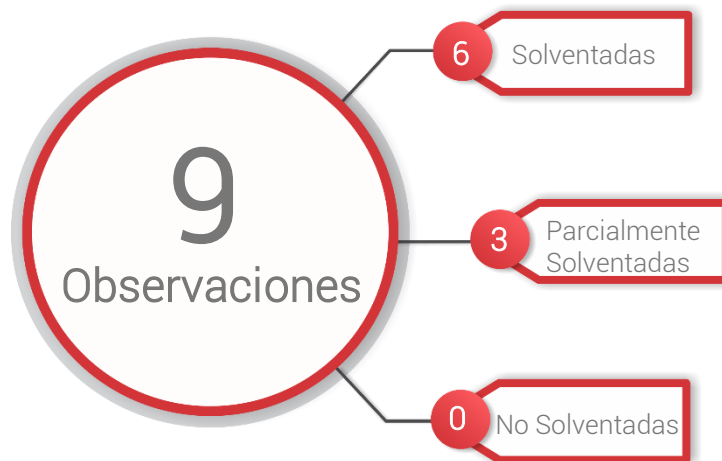 9
Observaciones
6
Solventadas
3
Parcialmente
Solventadas
0
No Solventadas